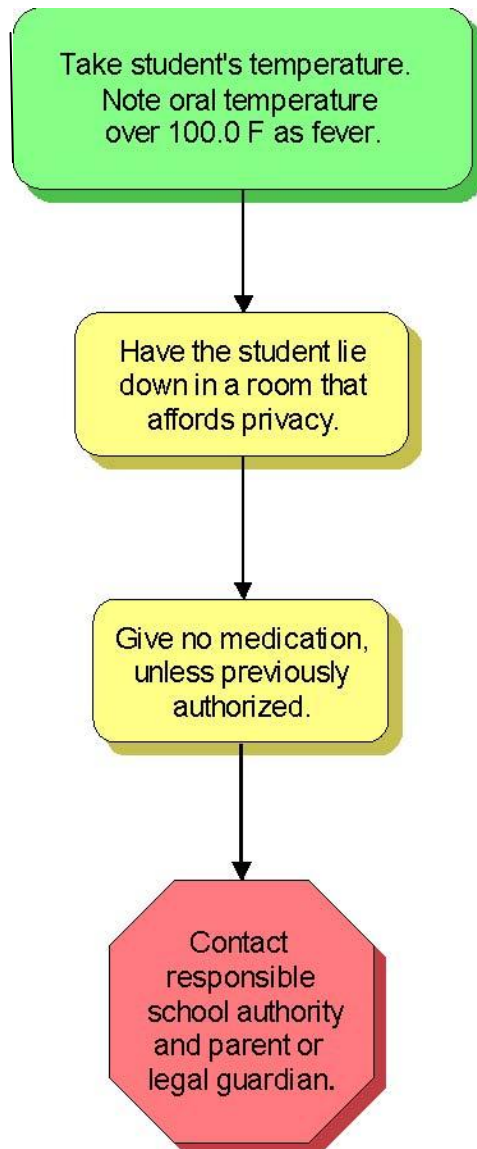 Take student's temperature.
Note oral temperature
over 100.0 F as fever.
Have the student lie
down in a room that
affords privacy.
Give no medication,
unless previously
authorized.
Contact
responsible
school authority
and parent or
legal guardian.